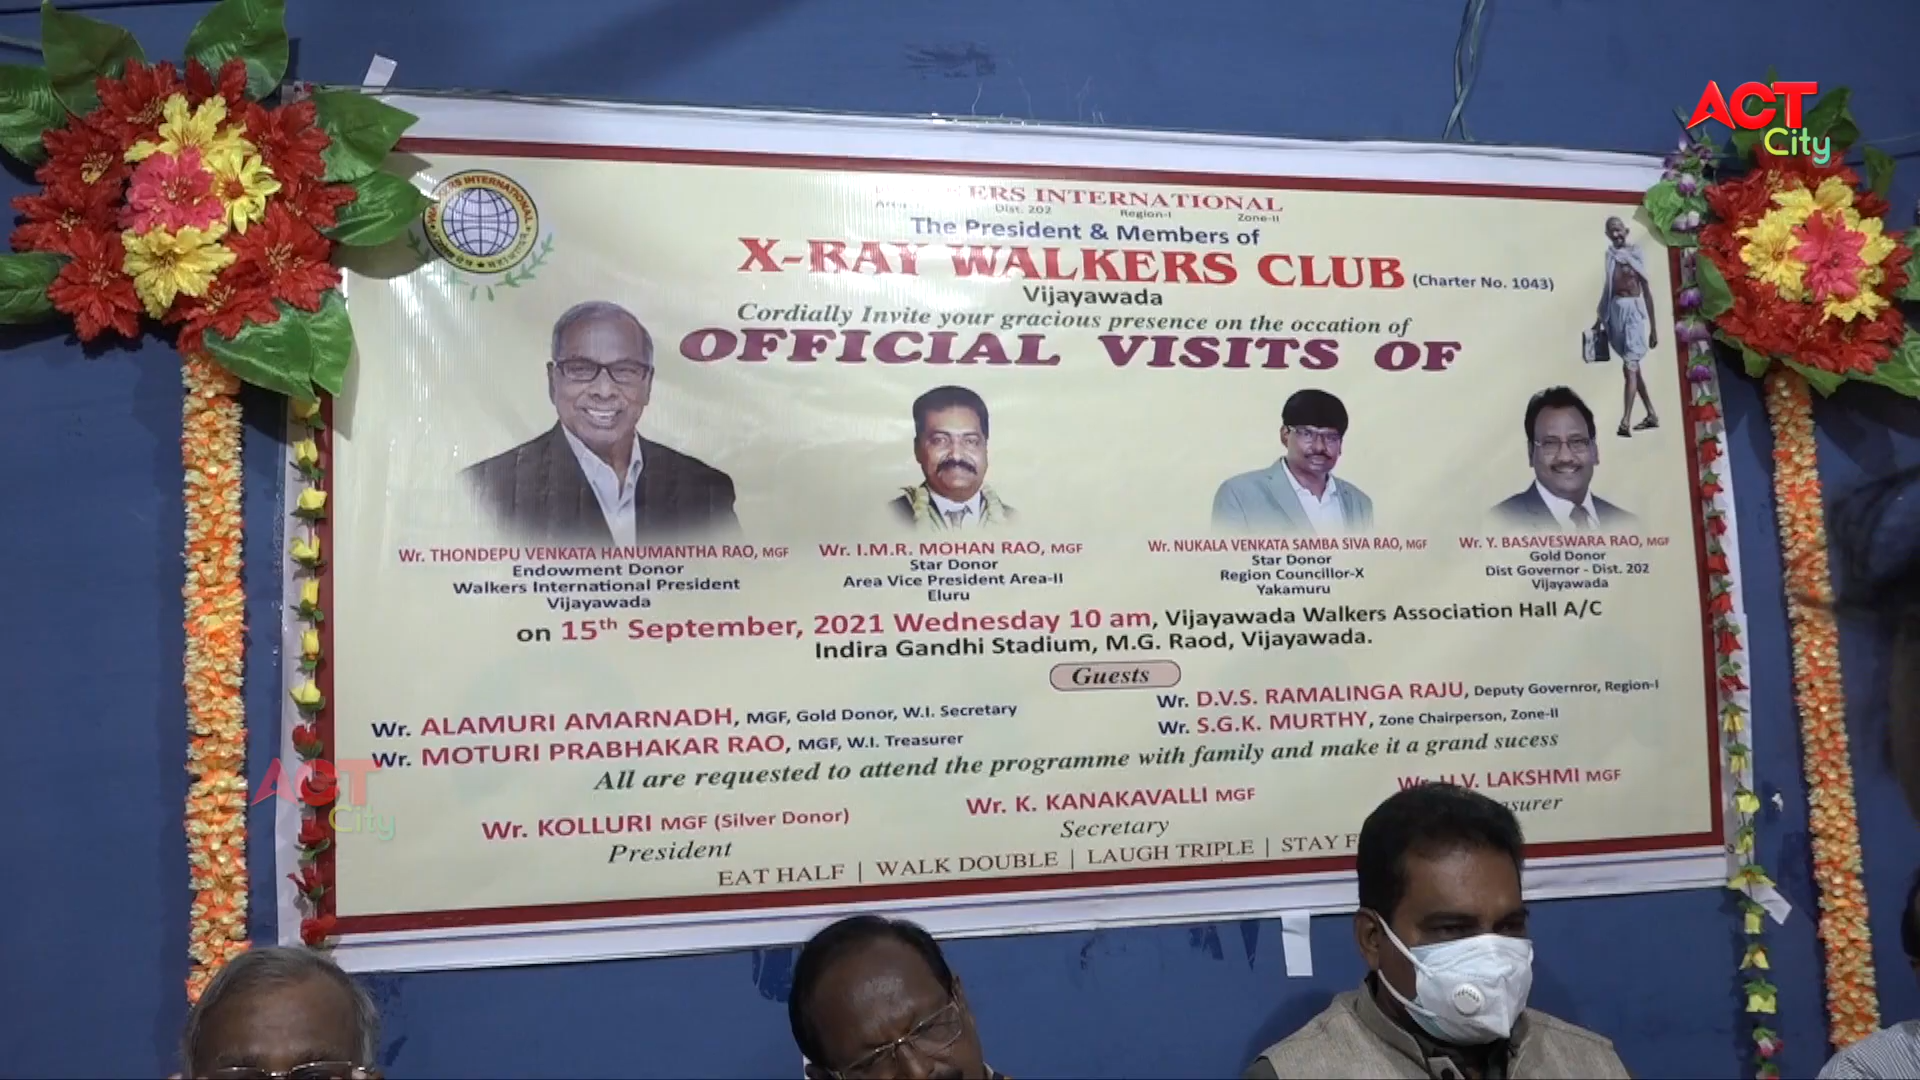 ACT
City
WALKERS INTERNATIONAL
ERS INTERNATIONAL
Dist. 202 Region-I Zone-II
The President & Members of
X-RAY WALKERS CLUB (Charter No. 1043)
Vijayawada
Cordially Invite your gracious presence on the occation of
OFFICIAL VISITS OF
Wr. THONDEPU VENKATA HANUMANTHA RAO, MGF
Endowment Donor
Walkers International President
Vijayawada
Wr. I.M.R. MOHAN RAO, MGF
Star Donor
Area Vice President Area-II
Eluru
Wr. NUKALA VENKATA SAMBA SIVA RAO, MGF
Star Donor
Region Councillor-X
Yakamuru
Wr. Y. BASAVESWARA RAO, MGF
Gold Donor
Dist Governor - Dist. 202
Vijayawada
on 15th September, 2021 Wednesday 10 am, Vijayawada Walkers Association Hall A/C
Indira Gandhi Stadium, M.G. Raod, Vijayawada.
Guests
Wr. ALAMURI AMARNADH, MGF, Gold Donor, W.I. Secretary
Wr. MOTURI PRABHAKAR RAO, MGF, W.I. Treasurer
Wr. D.V.S. RAMALINGA RAJU, Deputy Governror, Region-I
Wr. S.G.K. MURTHY, Zone Chairperson, Zone-II
All are requested to attend the programme with family and make it a grand sucess
Wr. KOLLURI MGF (Silver Donor)
President
Wr. K. KANAKAVALLI MGF
Secretary
V. LAKSHMI MGF
asurer
EAT HALF | WALK DOUBLE | LAUGH TRIPLE | STAY F
ACT
City